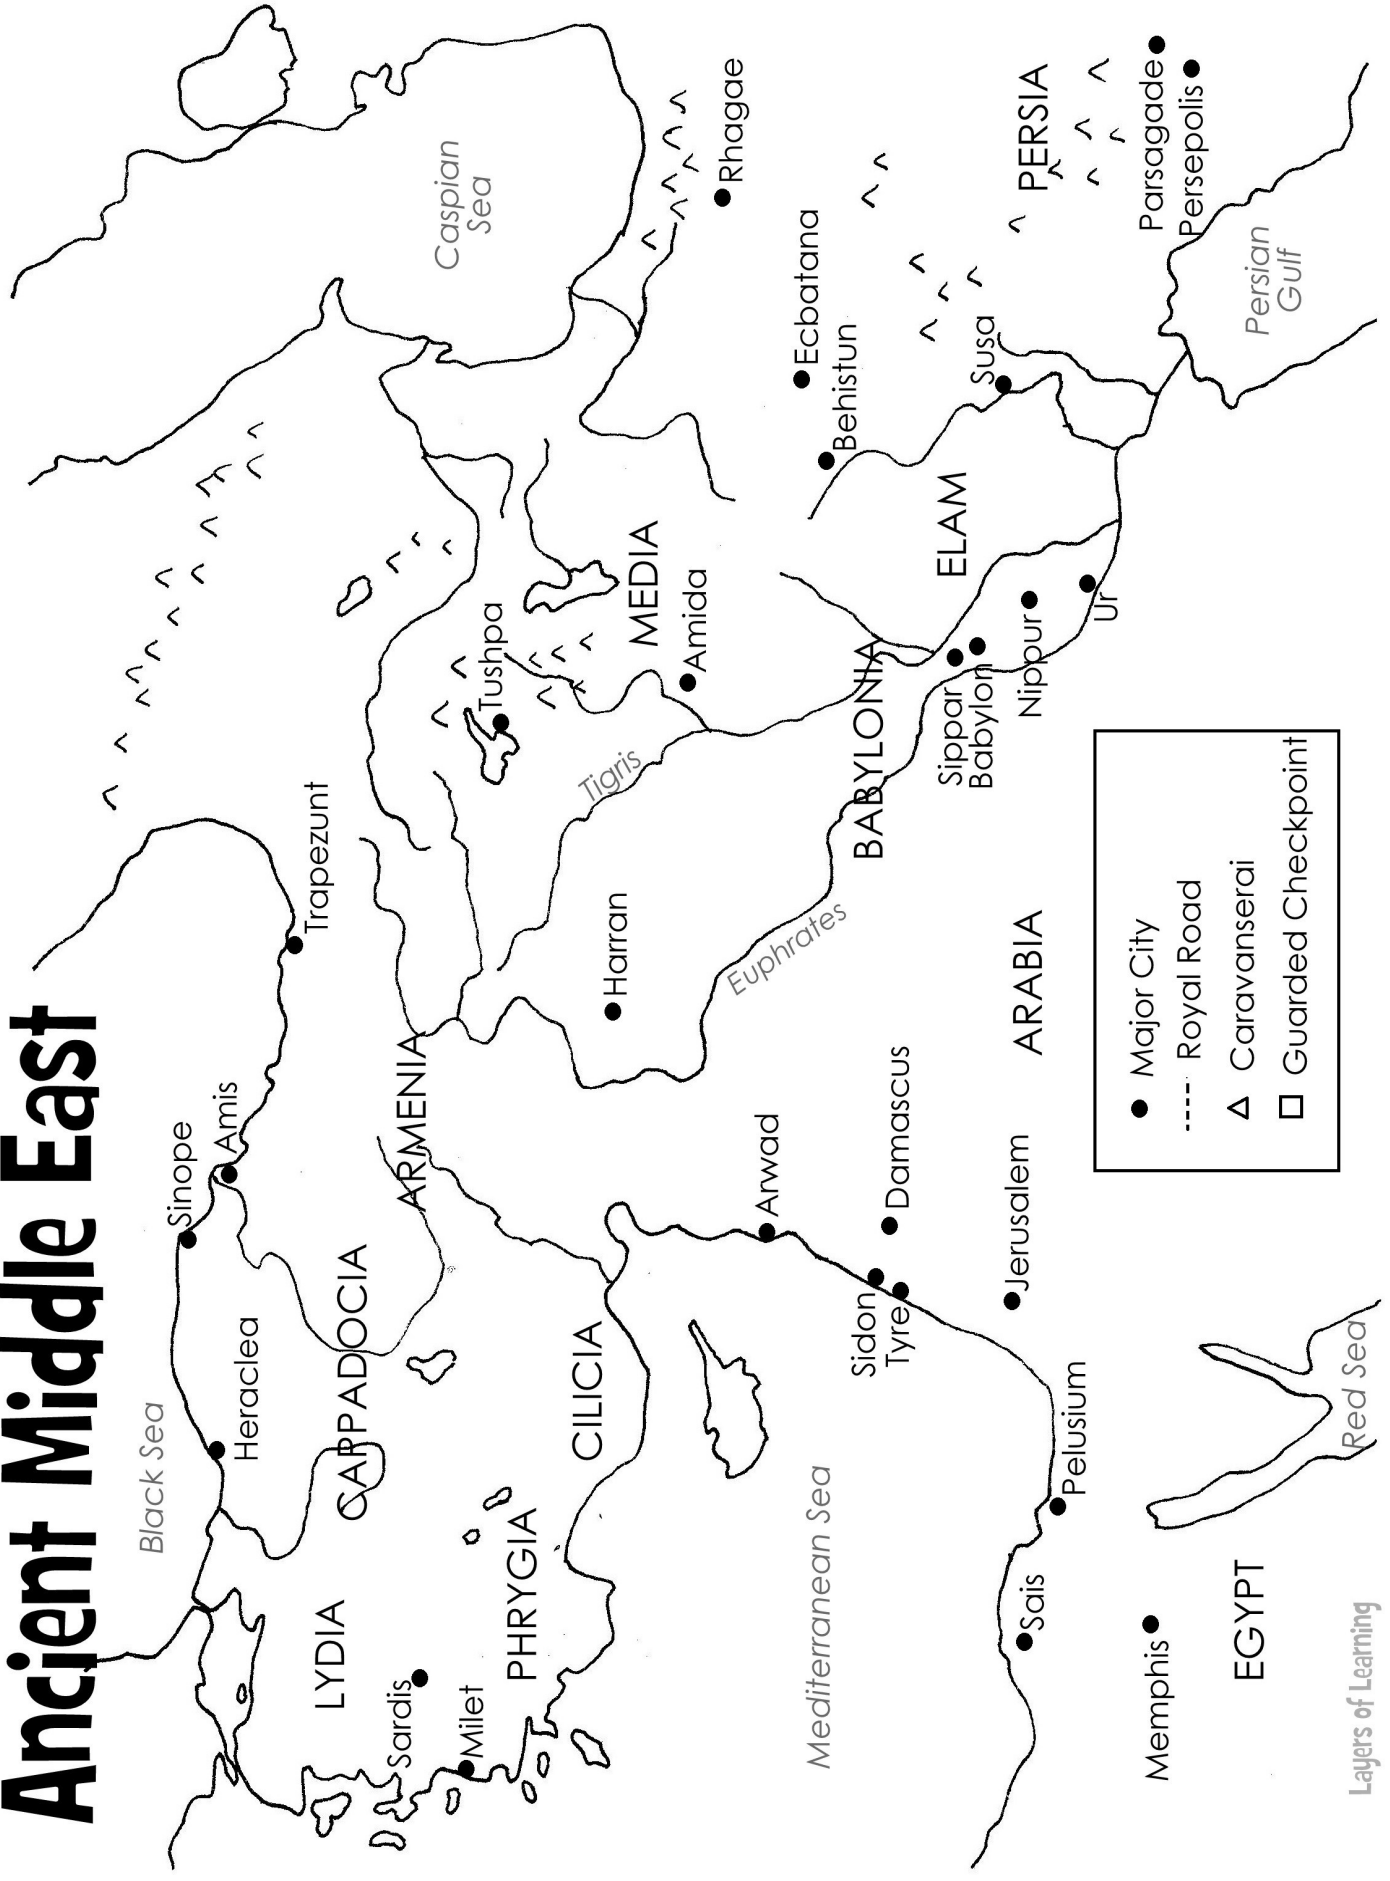 Ancient Middle East
Black Sea
Caspian
Sea
Sinope
Amis
Trapezunt
Heraclea
LYDIA
CAPPADOCIA
ARMENIA
Tushpa
Sardis
Milet
PHRYGIA
CILICIA
Harran
Tigris
MEDIA
Amida
Rhagae
Mediterranean Sea
Arwad
Euphrates
BABYLONIA
Ecbatana
Behistun
Sidon
Tyre
Damascus
Sippar
Babylon
ELAM
Susa
PERSIA
Sais
Jerusalem
ARABIA
Nippur
Pelusium
Ur
Memphis
Parsagade
Persepolis
EGYPT
Red Sea
Persian
Gulf
Major City
Royal Road
Caravanserai
Guarded Checkpoint
Layers of Learning